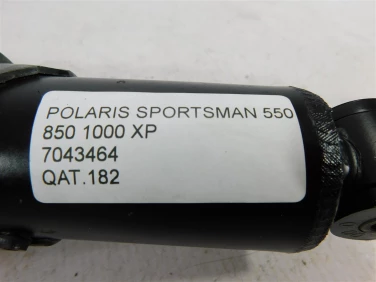 POLARIS SPORTSMAN 550
850 1000 XP
7043464
QAT.182